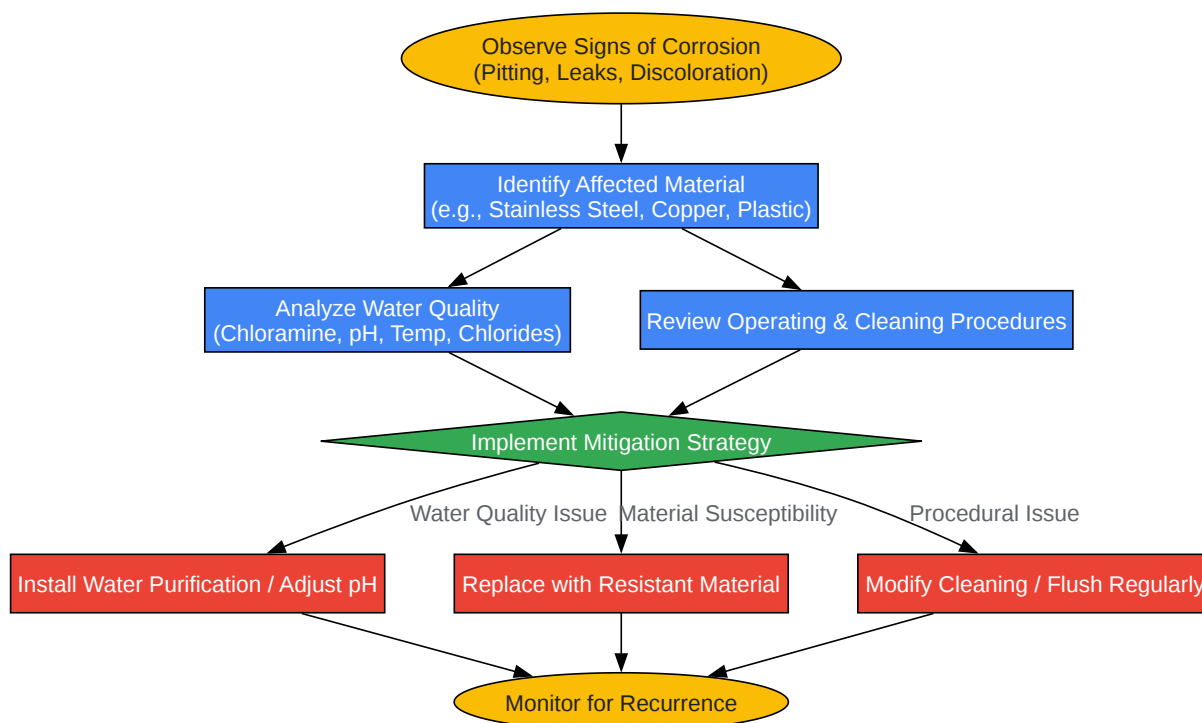 Observe Signs of Corrosion
(Pitting, Leaks, Discoloration)
Identify Affected Material
(e.g., Stainless Steel, Copper, Plastic)
Analyze Water Quality
(Chloramine, pH, Temp, Chlorides)
Review Operating & Cleaning Procedures
Implement Mitigation Strategy
Water Quality Issue
Material Susceptibility
Procedural Issue
Install Water Purification / Adjust pH
Replace with Resistant Material
Modify Cleaning / Flush Regularly
Monitor for Recurrence